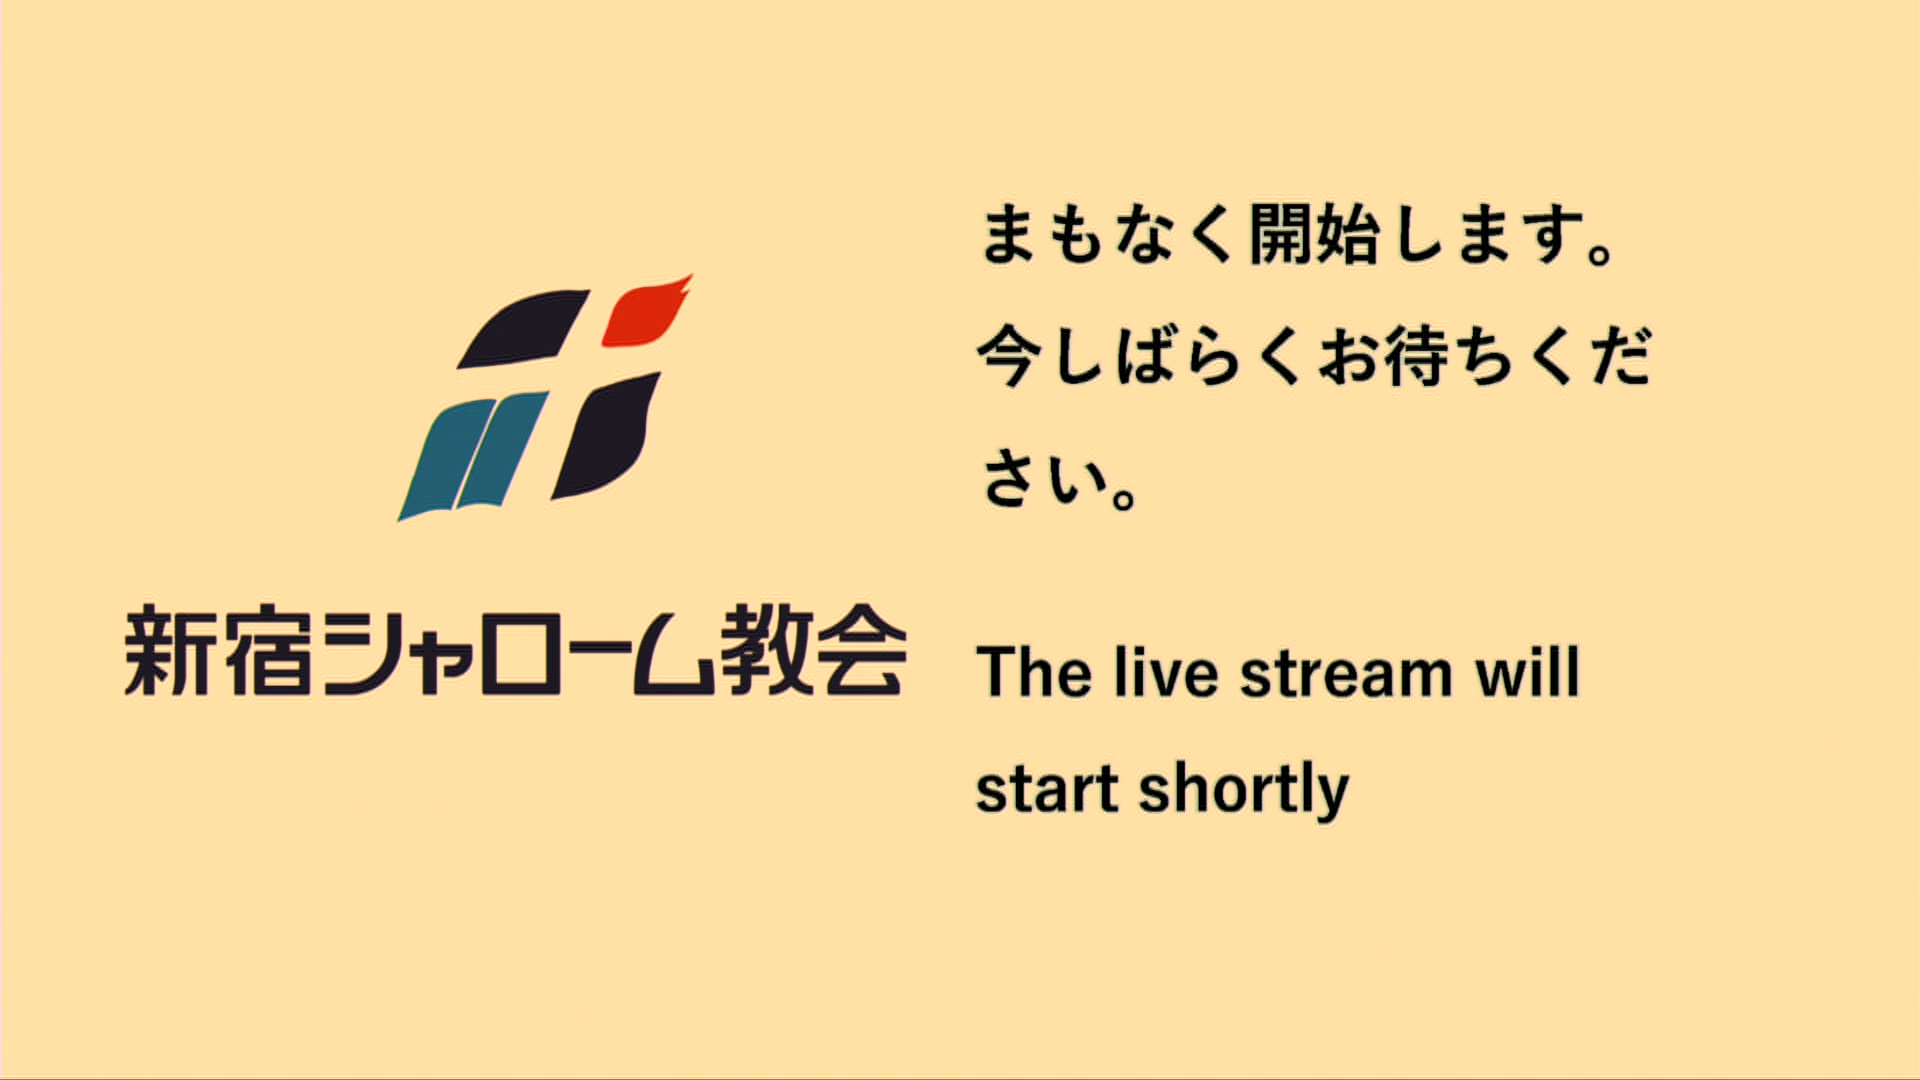 新宿シャローム教会
まもなく開始します。
今しばらくお待ちくだ
さい。
The live stream will
start shortly